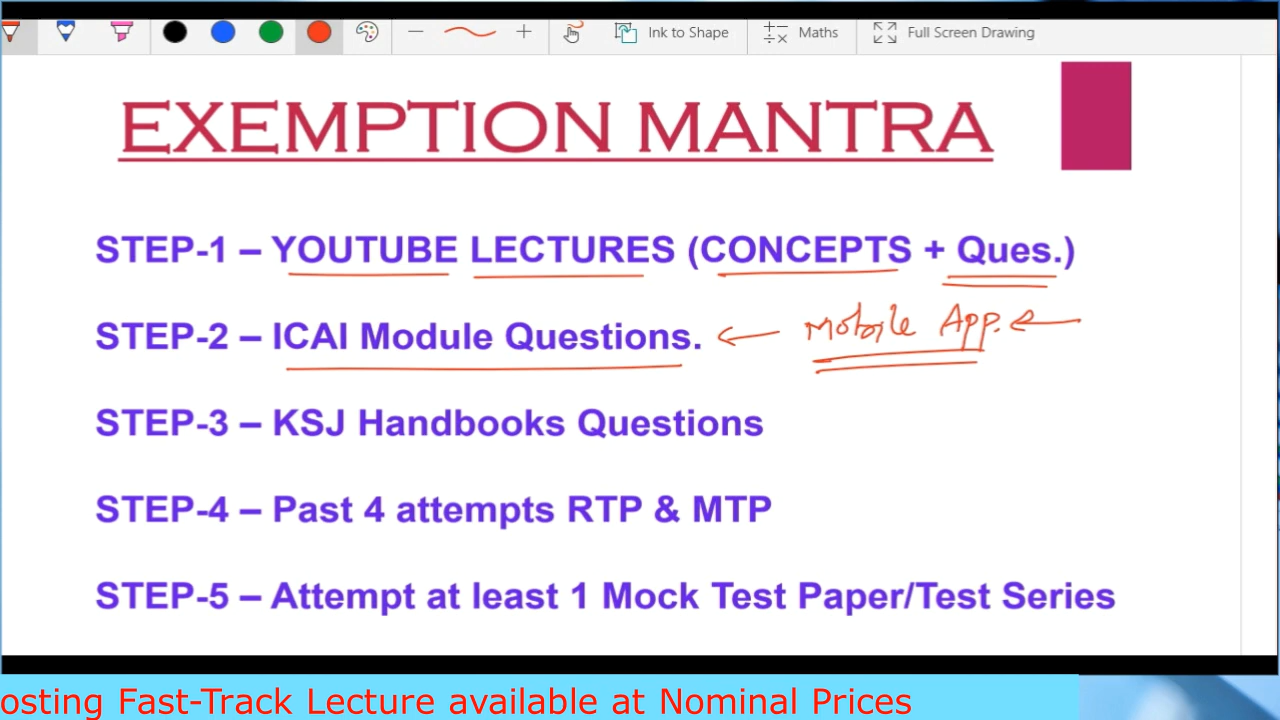 Ink to Shape Maths Full Screen Drawing
EXEMPTION MANTRA
STEP-1 – YOUTUBE LECTURES (CONCEPTS + Ques.)
STEP-2 – ICAI Module Questions. ← Mobile App. ←
STEP-3 – KSJ Handbooks Questions
STEP-4 – Past 4 attempts RTP & MTP
STEP-5 – Attempt at least 1 Mock Test Paper/Test Series
osting Fast-Track Lecture available at Nominal Prices